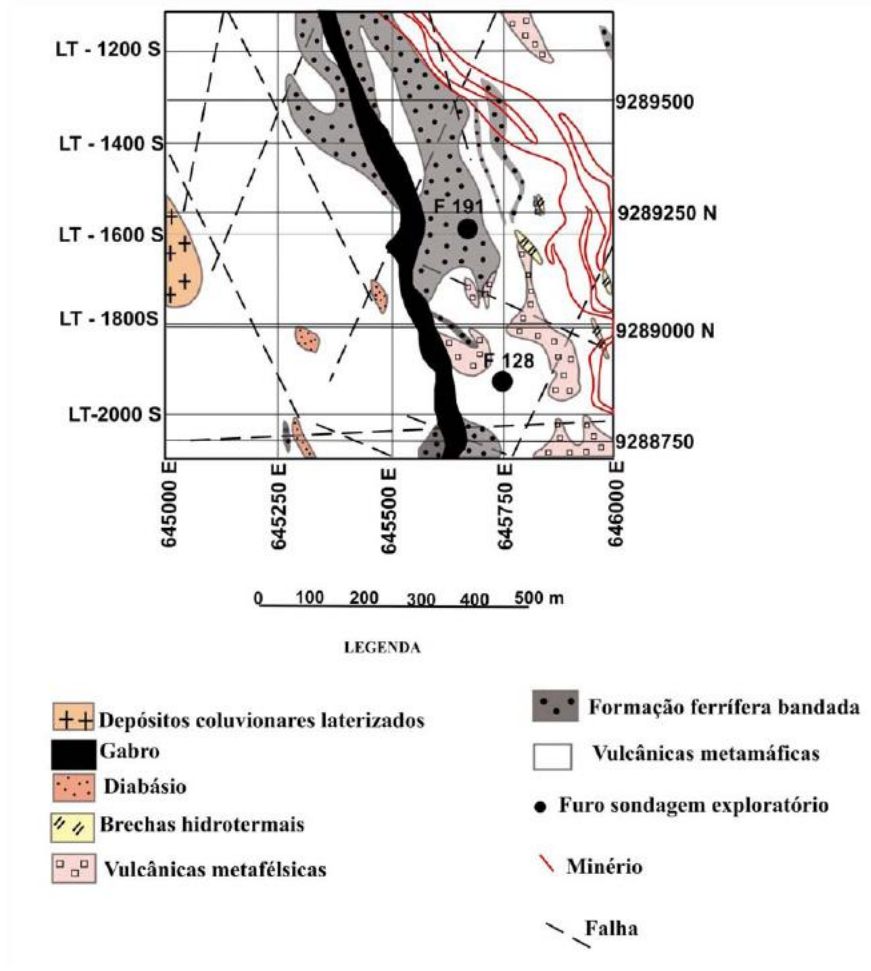 LT - 1200 S
9289500
LT - 1400 S
F 191
9289250 N
LT - 1600 S
LT - 1800S
9289000 N
F 128
LT-2000 S
9288750
645000 E
645250 E
645500 E
645750 E
646000 E
0 100 200 300 400 500 m
LEGENDA
Depósitos coluvionares laterizados
Gabro
Diabásio
Brechas hidrotermais
Vulcânicas metafélsicas
Formação ferrífera bandada
Vulcânicas metamáficas
Furo sondagem exploratório
Minério
Falha